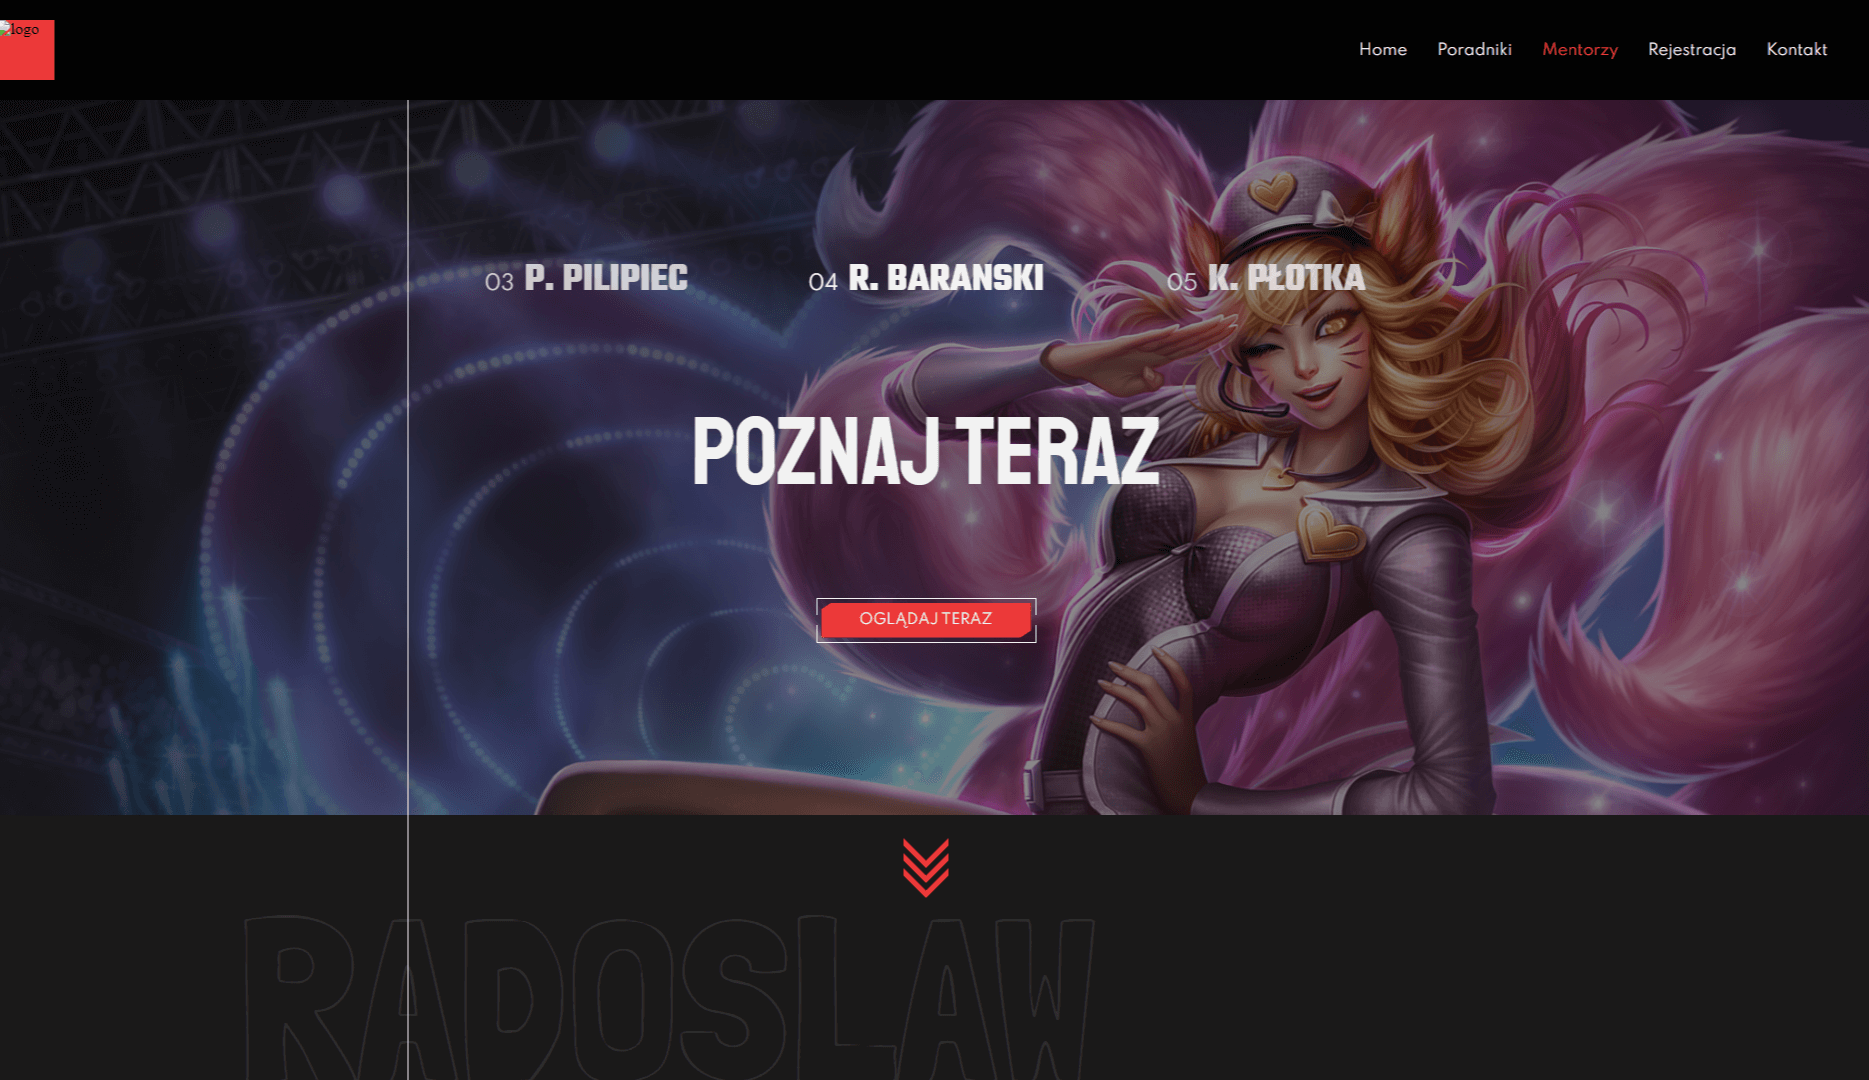 logo
Home Poradniki Mentorzy Rejestracja Kontakt
03 P. PILIPIEC 04 R. BARANSKI 05 K. PŁOTKA
POZNAJ TERAZ
OGLĄDAJ TERAZ
RADOSLAW